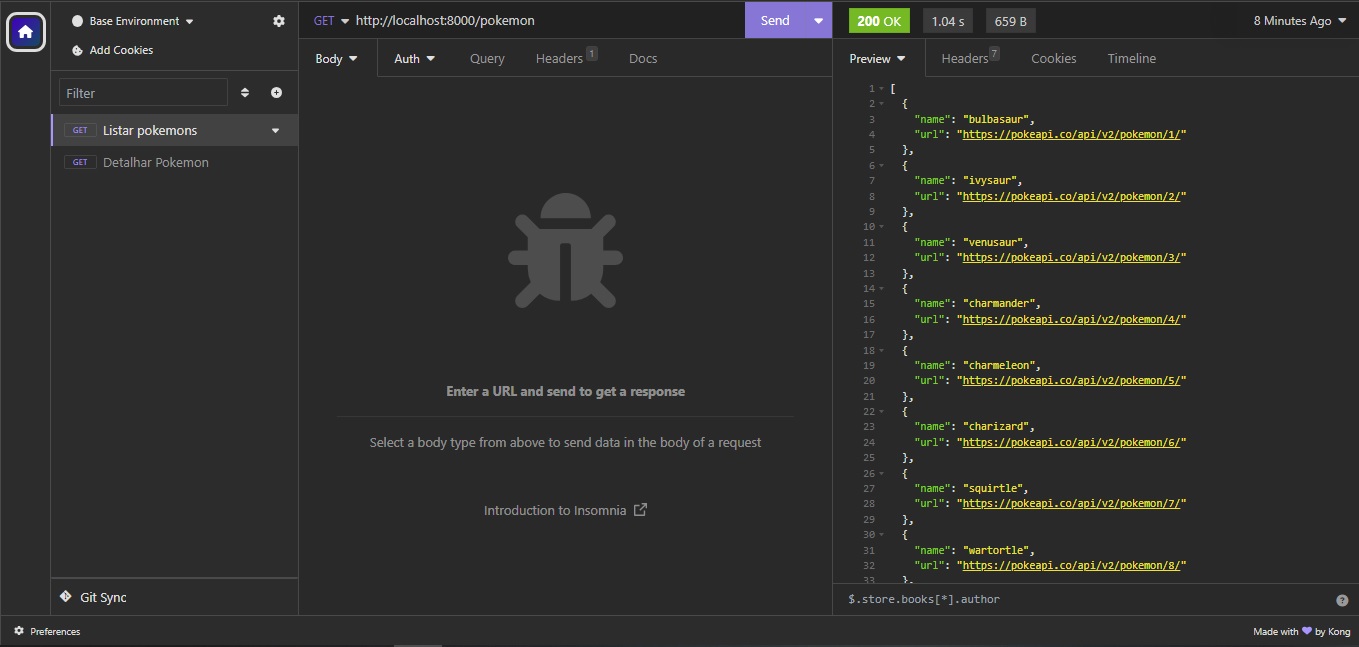 Base Environment
Add Cookies
Filter
GET Listar pokemons
GET Detalhar Pokemon
Git Sync
Preferences
GET http://localhost:8000/pokemon Send
Body Auth Query Headers 1 Docs
Enter a URL and send to get a response
Select a body type from above to send data in the body of a request
Introduction to Insomnia
200 OK 1.04 s 659 B 8 Minutes Ago
Preview Headers 7 Cookies Timeline
1 [
2 {
3 "name": "bulbasaur",
4 "url": "https://pokeapi.co/api/v2/pokemon/1/"
5 },
6 {
7 "name": "ivysaur",
8 "url": "https://pokeapi.co/api/v2/pokemon/2/"
9 },
10 {
11 "name": "venusaur",
12 "url": "https://pokeapi.co/api/v2/pokemon/3/"
13 },
14 {
15 "name": "charmander",
16 "url": "https://pokeapi.co/api/v2/pokemon/4/"
17 },
18 {
19 "name": "charmeleon",
20 "url": "https://pokeapi.co/api/v2/pokemon/5/"
21 },
22 {
23 "name": "charizard",
24 "url": "https://pokeapi.co/api/v2/pokemon/6/"
25 },
26 {
27 "name": "squirtle",
28 "url": "https://pokeapi.co/api/v2/pokemon/7/"
29 },
30 {
31 "name": "wartortle",
32 "url": "https://pokeapi.co/api/v2/pokemon/8/"
33 },
$.store.books[*].author ?
Made with 💜 by Kong